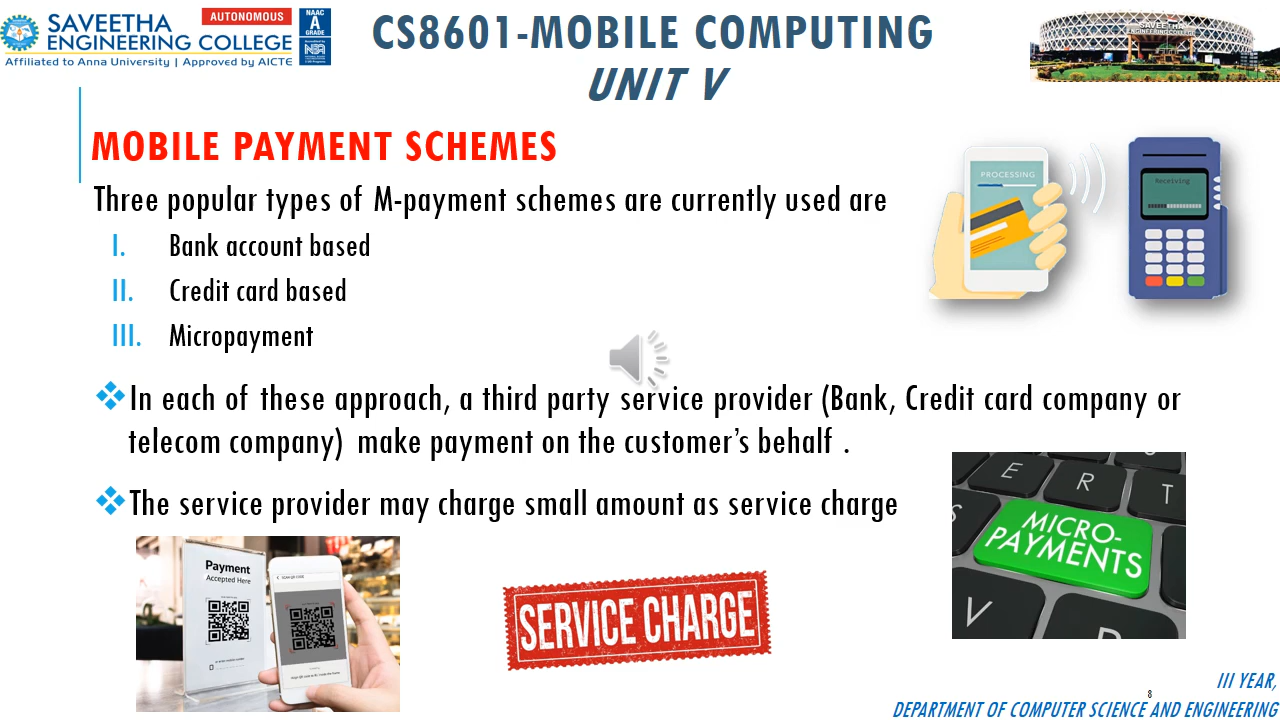 SAVEETHA
ENGINEERING COLLEGE
AUTONOMOUS
NAAC
A
GRADE
Affiliated to Anna University | Approved by AICTE
CS8601-MOBILE COMPUTING
UNIT V
SAVEETHA
ENGINEERING COLLEGE
MOBILE PAYMENT SCHEMES
Three popular types of M-payment schemes are currently used are
I. Bank account based
II. Credit card based
III. Micropayment
PROCESSING
Receiving
❖In each of these approach, a third party service provider (Bank, Credit card company or
telecom company) make payment on the customer’s behalf .
❖The service provider may charge small amount as service charge
Payment
Accepted Here
SERVICE CHARGE
E R T
S
MICRO-
PAYMENTS
V
III YEAR,
8
DEPARTMENT OF COMPUTER SCIENCE AND ENGINEERING